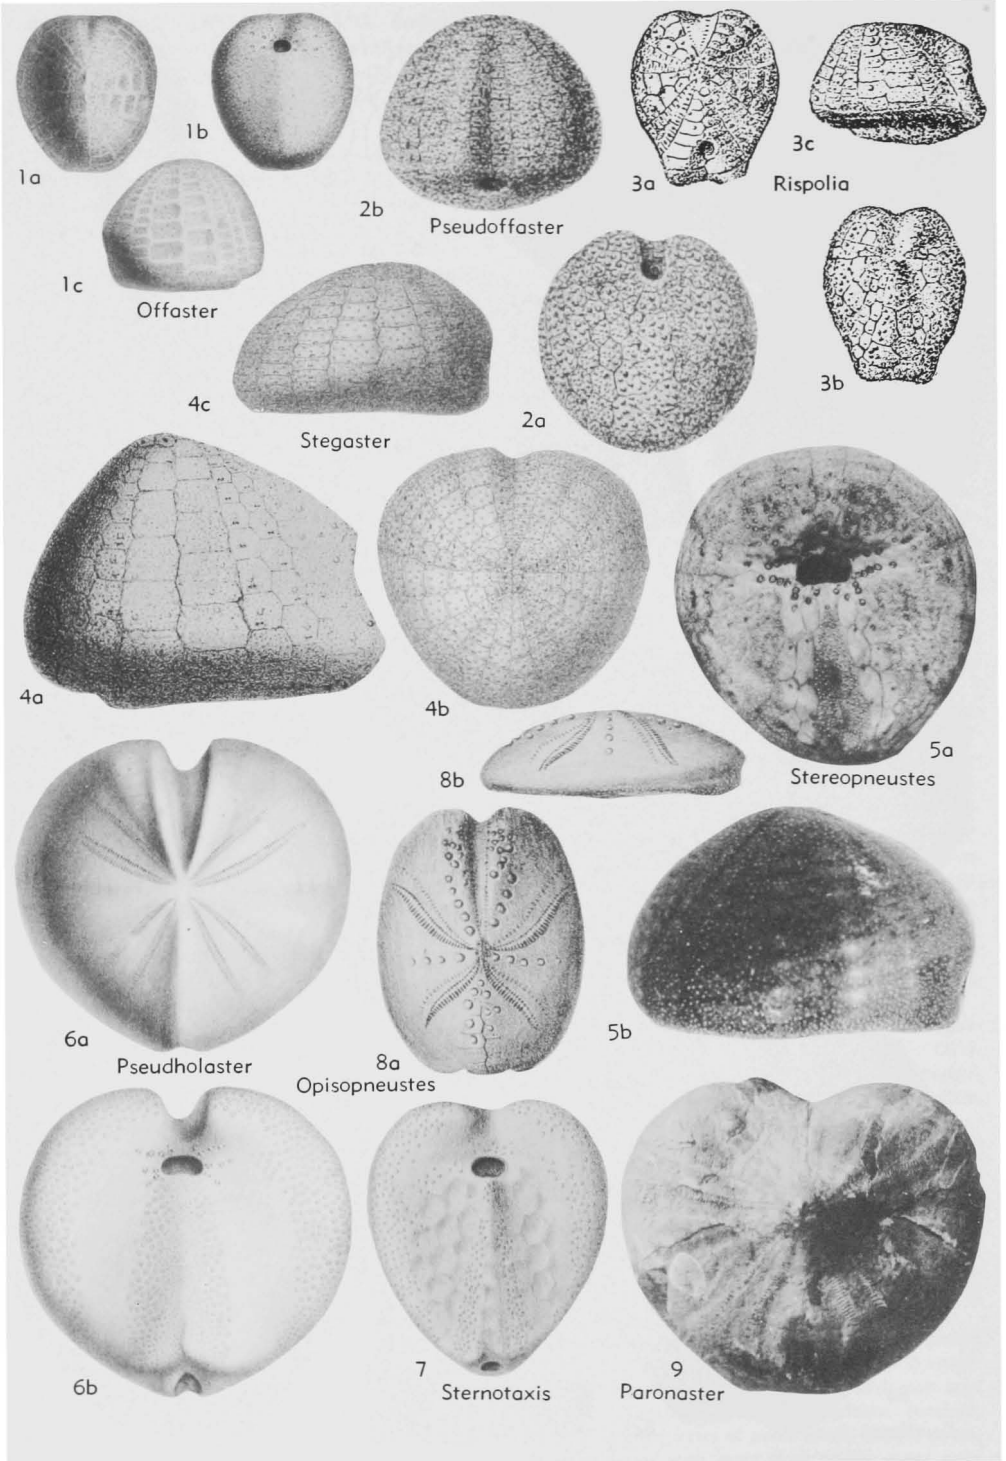 1a
1b
2b
3a
3c
Rispolia
Pseudoffaster
1c
Offaster
4c
Stegaster
2a
3b
4a
4b
5a
Stereopneustes
8b
6a
Pseudholaster
8a
Opisopneustes
5b
6b
7
Sternotaxis
9
Paronaster